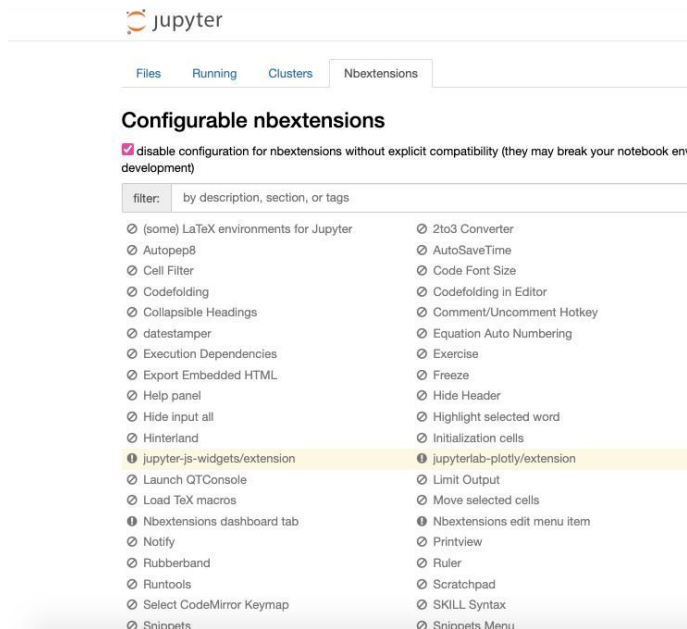 jupyter
Files Running Clusters Nbextensions
Configurable nbextensions
disable configuration for nbextensions without explicit compatibility (they may break your notebook
development)
filter: by description, section, or tags
(some) LaTeX environments for Jupyter 2to3 Converter
Autopep8 AutoSaveTime
Cell Filter Code Font Size
Codefolding Codefolding in Editor
Collapsible Headings Comment/Uncomment Hotkey
datestamper Equation Auto Numbering
Execution Dependencies Exercise
Export Embedded HTML Freeze
Help panel Hide Header
Hide input all Highlight selected word
Hinterland Initialization cells
jupyter-js-widgets/extension jupyterlab-plotly/extension
Launch QTConsole Limit Output
Load TeX macros Move selected cells
Nbextensions dashboard tab Nbextensions edit menu item
Notify Printview
Rubberband Ruler
Runtools Scratchpad
Select CodeMirror Keymap SKILL Syntax
Snippets Snippets Menu